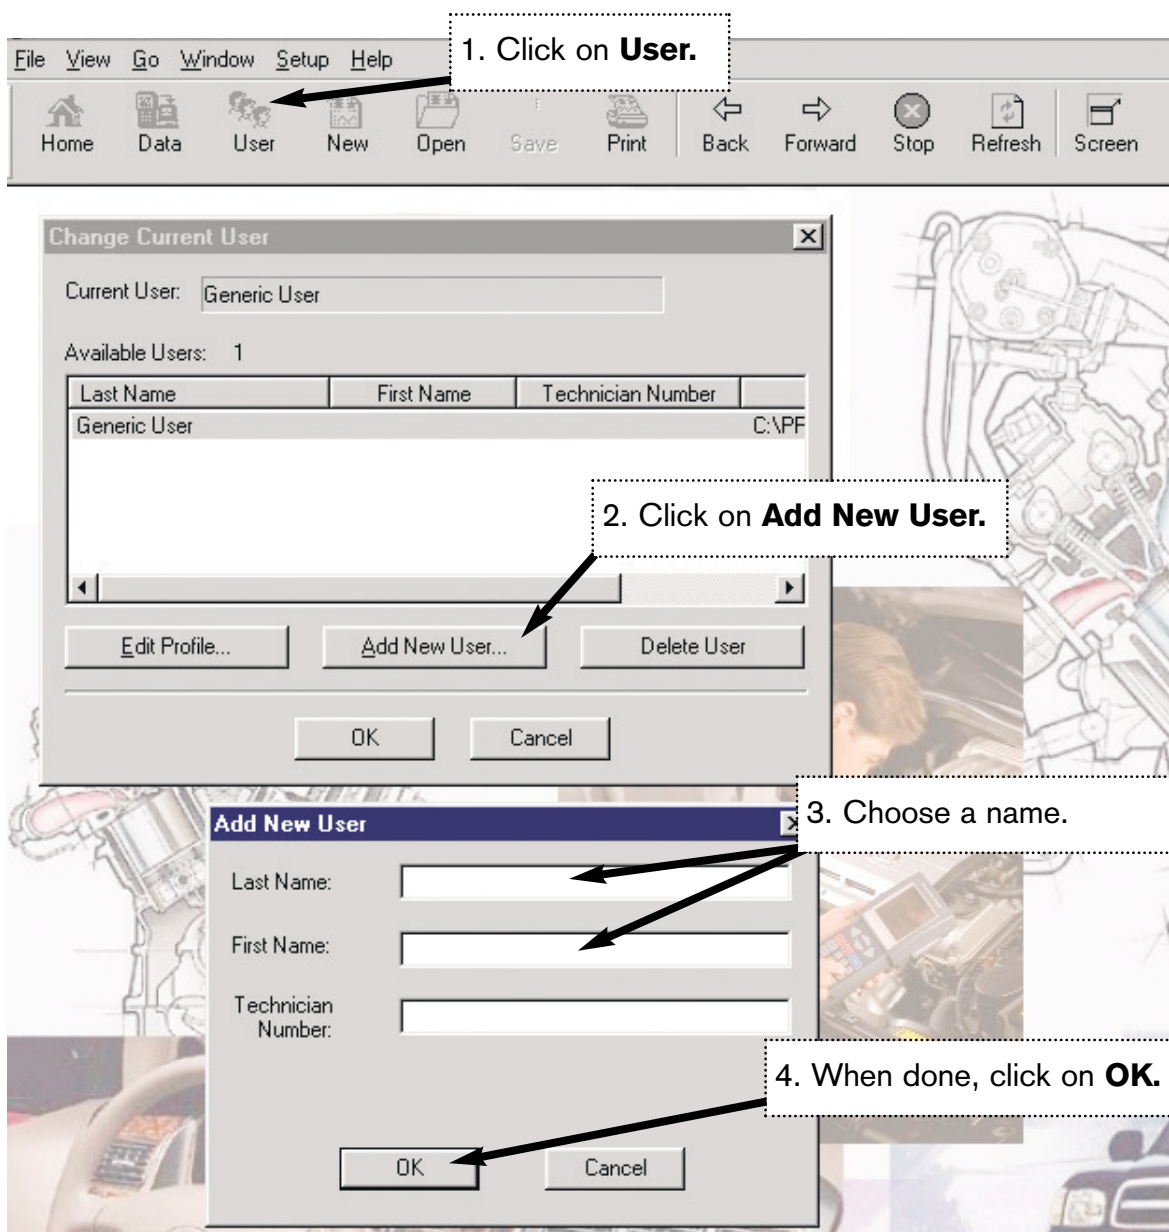 1. Click on User.
File View Go Window Setup Help
Home Data User New Open Save Print Back Forward Stop Refresh Screen
Change Current User
Current User: Generic User
Available Users: 1
Last Name First Name Technician Number
Generic User C:\PF
2. Click on Add New User.
Edit Profile... Add New User... Delete User
OK Cancel
3. Choose a name.
Add New User
Last Name:
First Name:
Technician
Number:
4. When done, click on OK.
OK Cancel